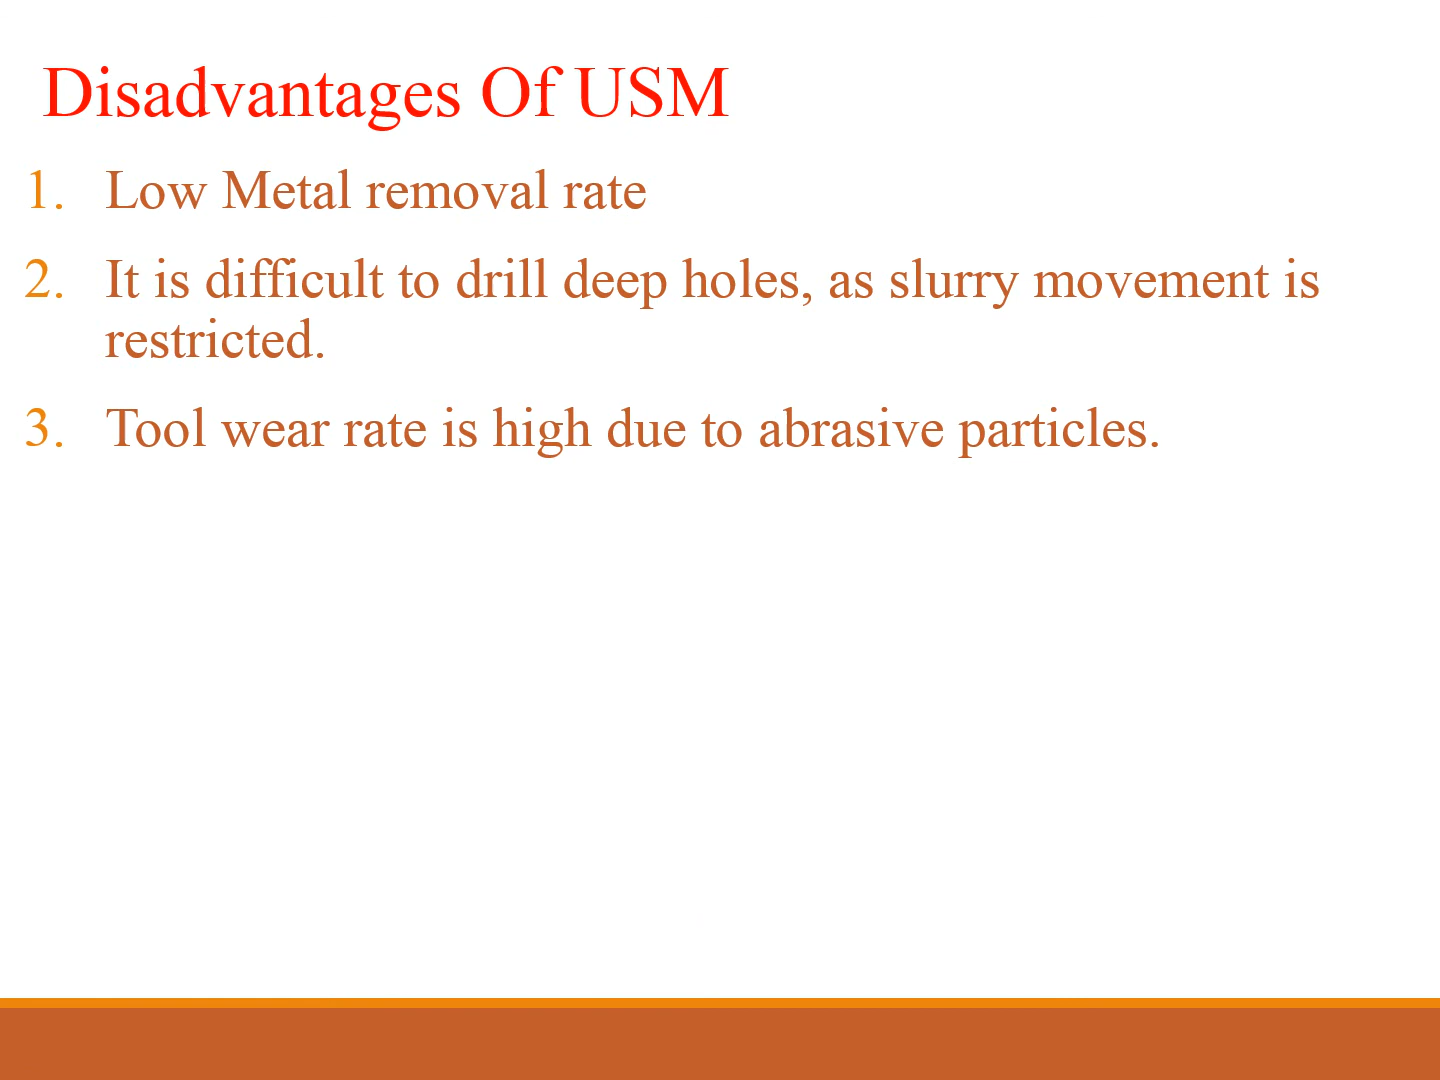 Disadvantages Of USM
1. Low Metal removal rate
2. It is difficult to drill deep holes, as slurry movement is
restricted.
3. Tool wear rate is high due to abrasive particles.